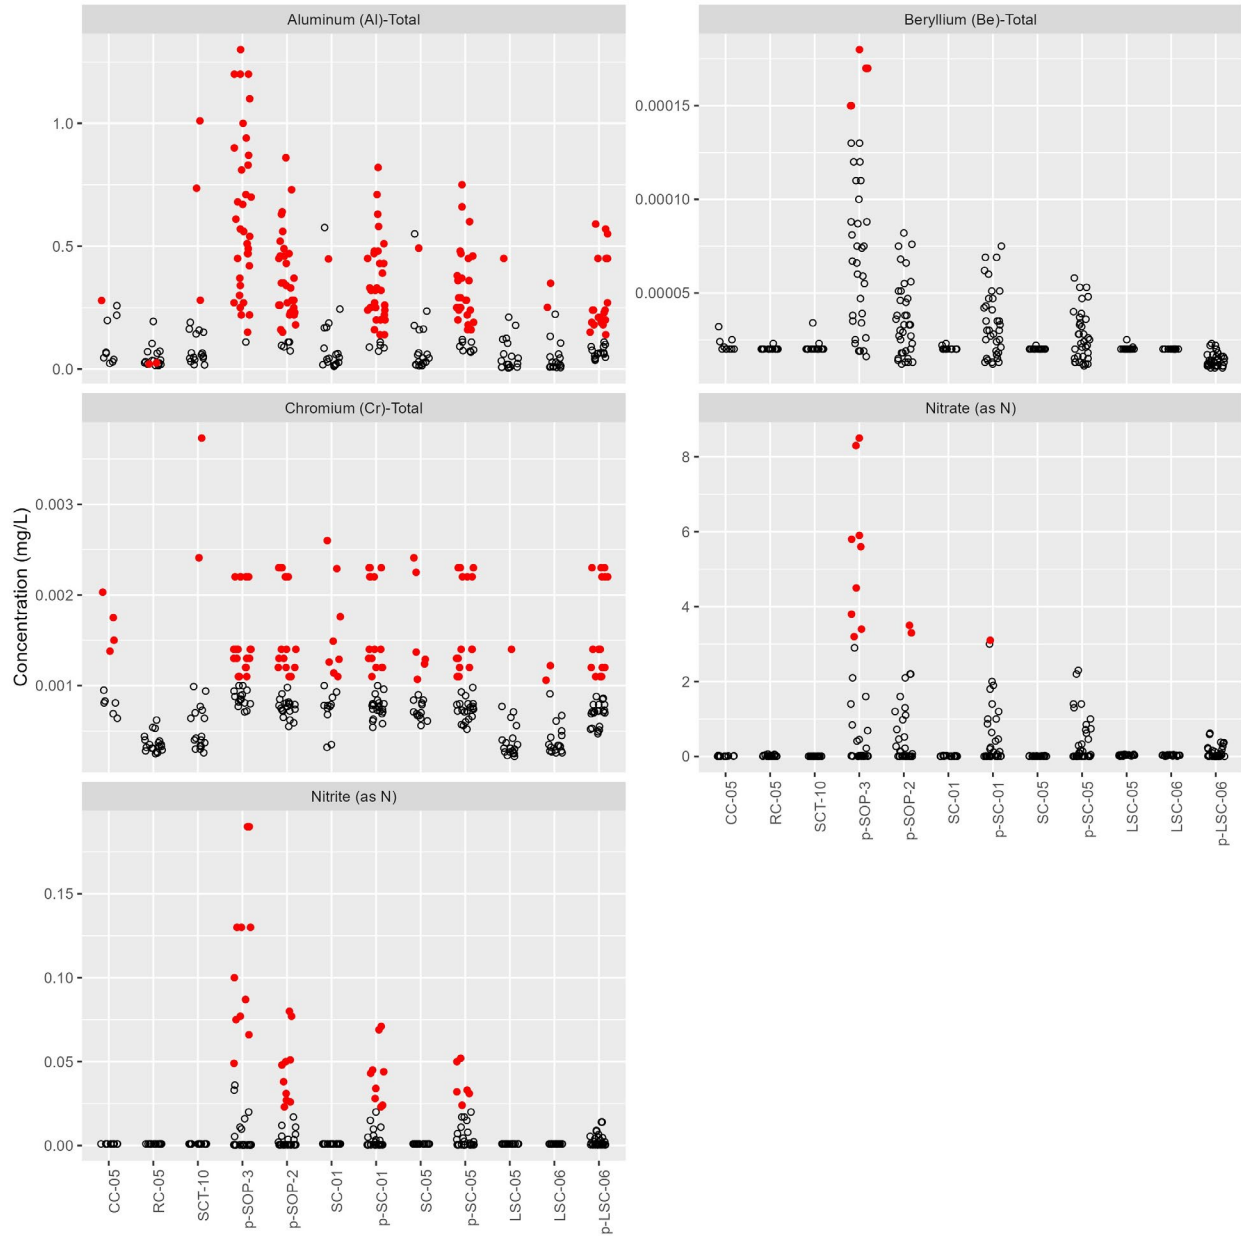 Aluminum (Al)-Total
Beryllium (Be)-Total
1.0
0.5
0.0
0.00015
0.00010
0.00005
Chromium (Cr)-Total
Nitrate (as N)
Concentration (mg/L)
0.003
0.002
0.001
8
6
4
2
0
CC-05
RC-05
SCT-10
p-SOP-3
p-SOP-2
SC-01
p-SC-01
SC-05
p-SC-05
LSC-05
LSC-06
p-LSC-06
Nitrite (as N)
0.15
0.10
0.05
0.00
CC-05
RC-05
SCT-10
p-SOP-3
p-SOP-2
SC-01
p-SC-01
SC-05
p-SC-05
LSC-05
LSC-06
p-LSC-06